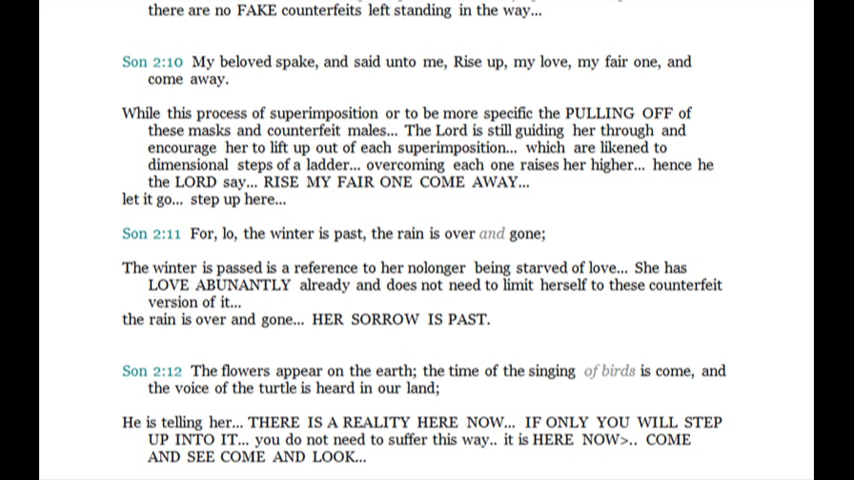 there are no FAKE counterfeits left standing in the way...
Son 2:10 My beloved spake, and said unto me, Rise up, my love, my fair one, and
come away.
While this process of superimposition or to be more specific the PULLING OFF of
these masks and counterfeit males... The Lord is still guiding her through and
encourage her to lift up out of each superimposition... which are likened to
dimensional steps of a ladder... overcoming each one raises her higher... hence he
the LORD say... RISE MY FAIR ONE COME AWAY...
let it go... step up here...
Son 2:11 For, lo, the winter is past, the rain is over and gone;
The winter is passed is a reference to her nolonger being starved of love... She has
LOVE ABUNANTLY already and does not need to limit herself to these counterfeit
version of it...
the rain is over and gone... HER SORROW IS PAST.
Son 2:12 The flowers appear on the earth; the time of the singing of birds is come, and
the voice of the turtle is heard in our land;
He is telling her... THERE IS A REALITY HERE NOW... IF ONLY YOU WILL STEP
UP INTO IT... you do not need to suffer this way.. it is HERE NOW>.. COME
AND SEE COME AND LOOK...